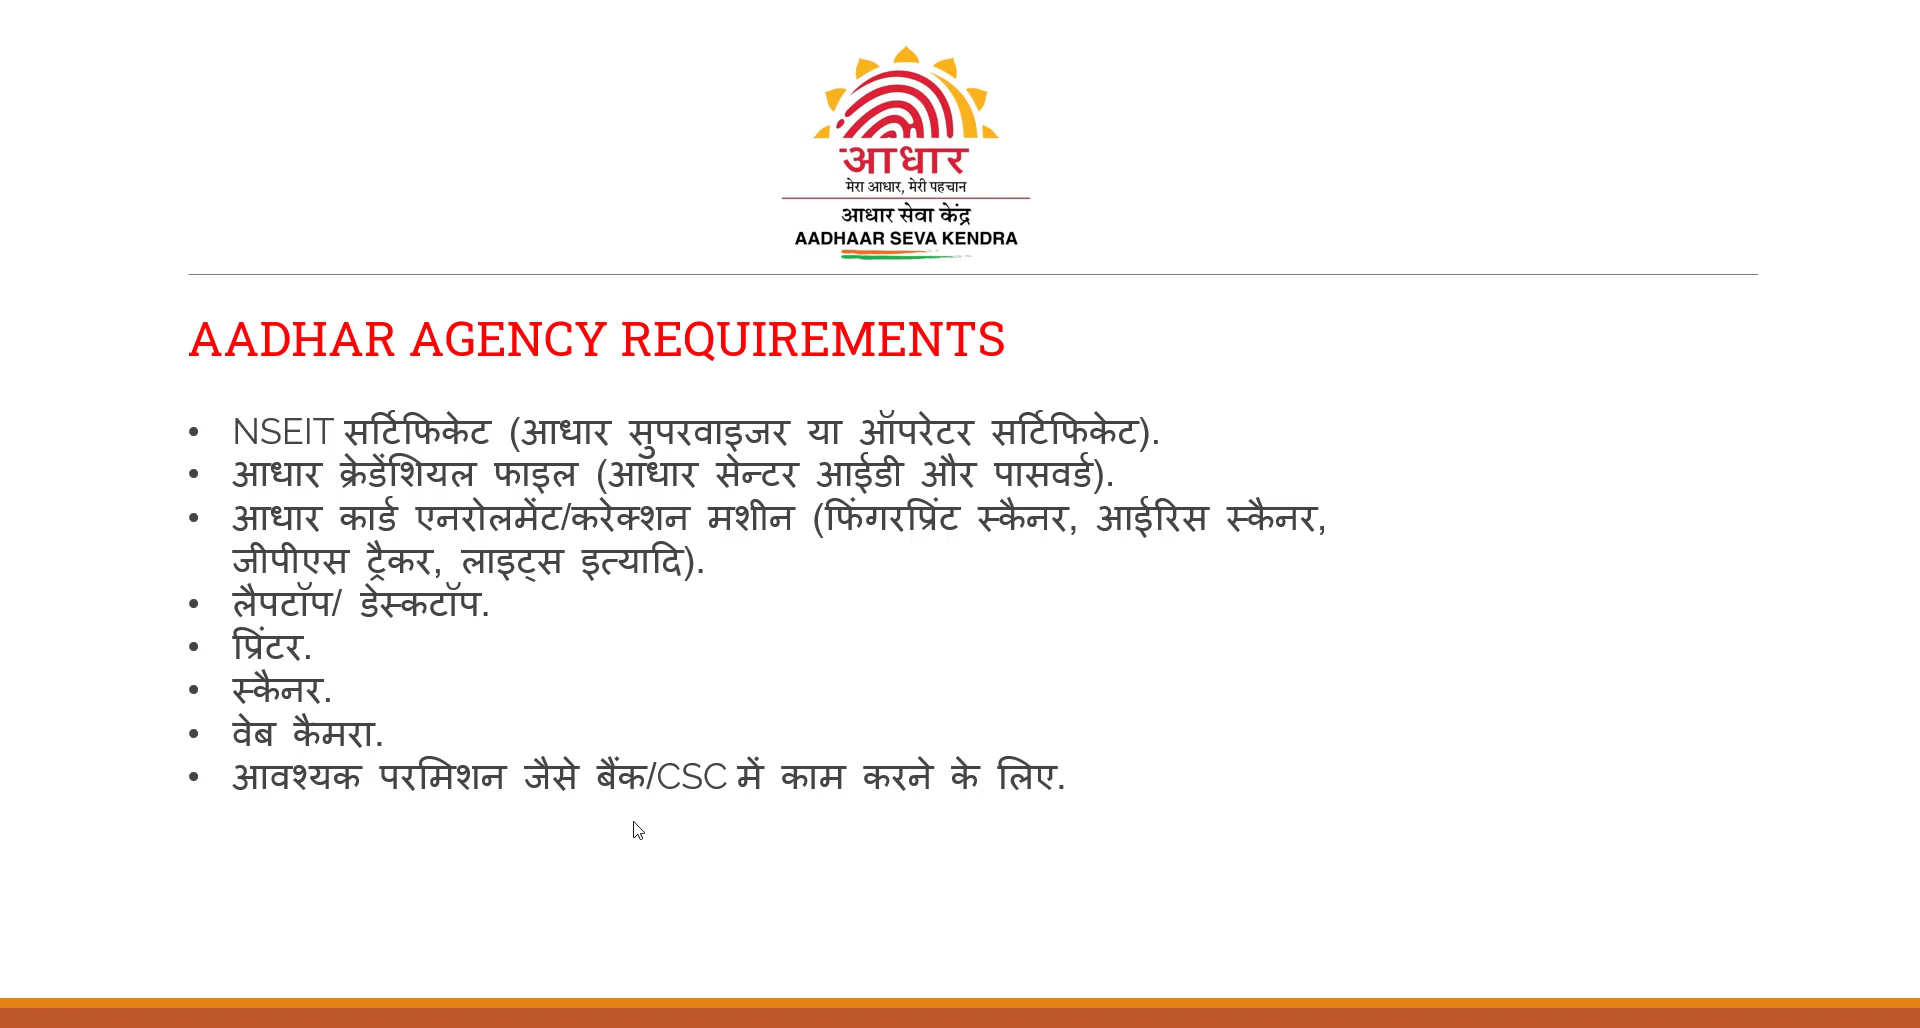 आधार
मेरा आधार, मेरी पहचान
आधार सेवा केंद्र
AADHAAR SEVA KENDRA
AADHAR AGENCY REQUIREMENTS
• NSEIT सर्टिफिकेट (आधार सुपरवाइजर या ऑपरेटर सर्टिफिकेट).
• आधार क्रेडेंशियल फाइल (आधार सेन्टर आईडी और पासवर्ड).
• आधार कार्ड एनरोलमेंट/करेक्शन मशीन (फिंगरप्रिंट स्कैनर, आईरिस स्कैनर,
जीपीएस ट्रैकर, लाइट्स इत्यादि).
• लैपटॉप/ डेस्कटॉप.
• प्रिंटर.
• स्कैनर.
• वेब कैमरा.
• आवश्यक परमिशन जैसे बैंक/CSC में काम करने के लिए.